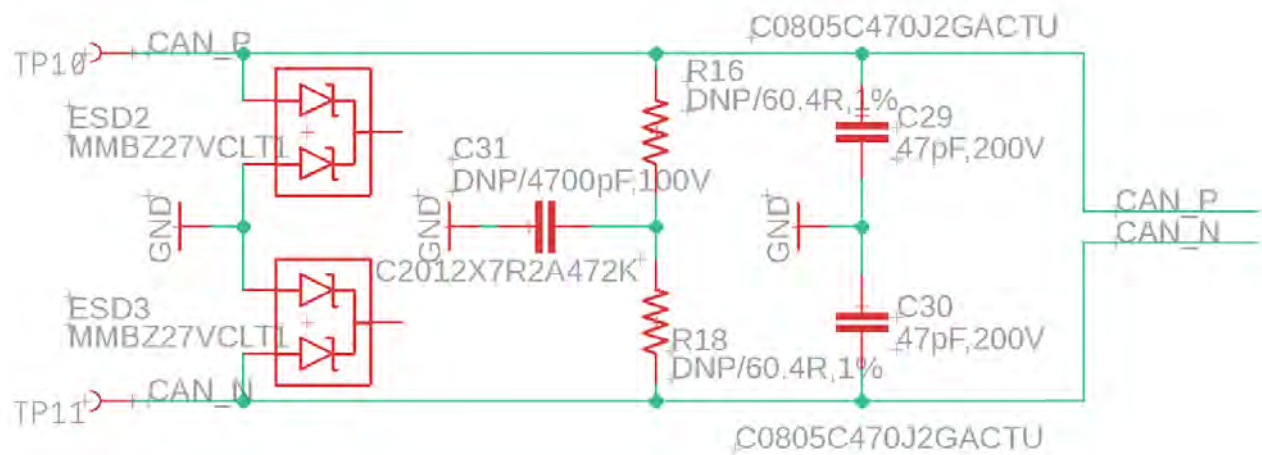 C0805C470J2GACTU
TP10
CAN_P
R16
DNP/60.4R,1%
ESD2
MMBZ27VCLT1
C29
47pF,200V
C31
DNP/4700pF,100V
GND
GND
GND
CAN_P
CAN_N
C2012X7R2A472K
ESD3
MMBZ27VCLT1
C30
47pF,200V
R18
DNP/60.4R,1%
TP11
CAN_N
C0805C470J2GACTU